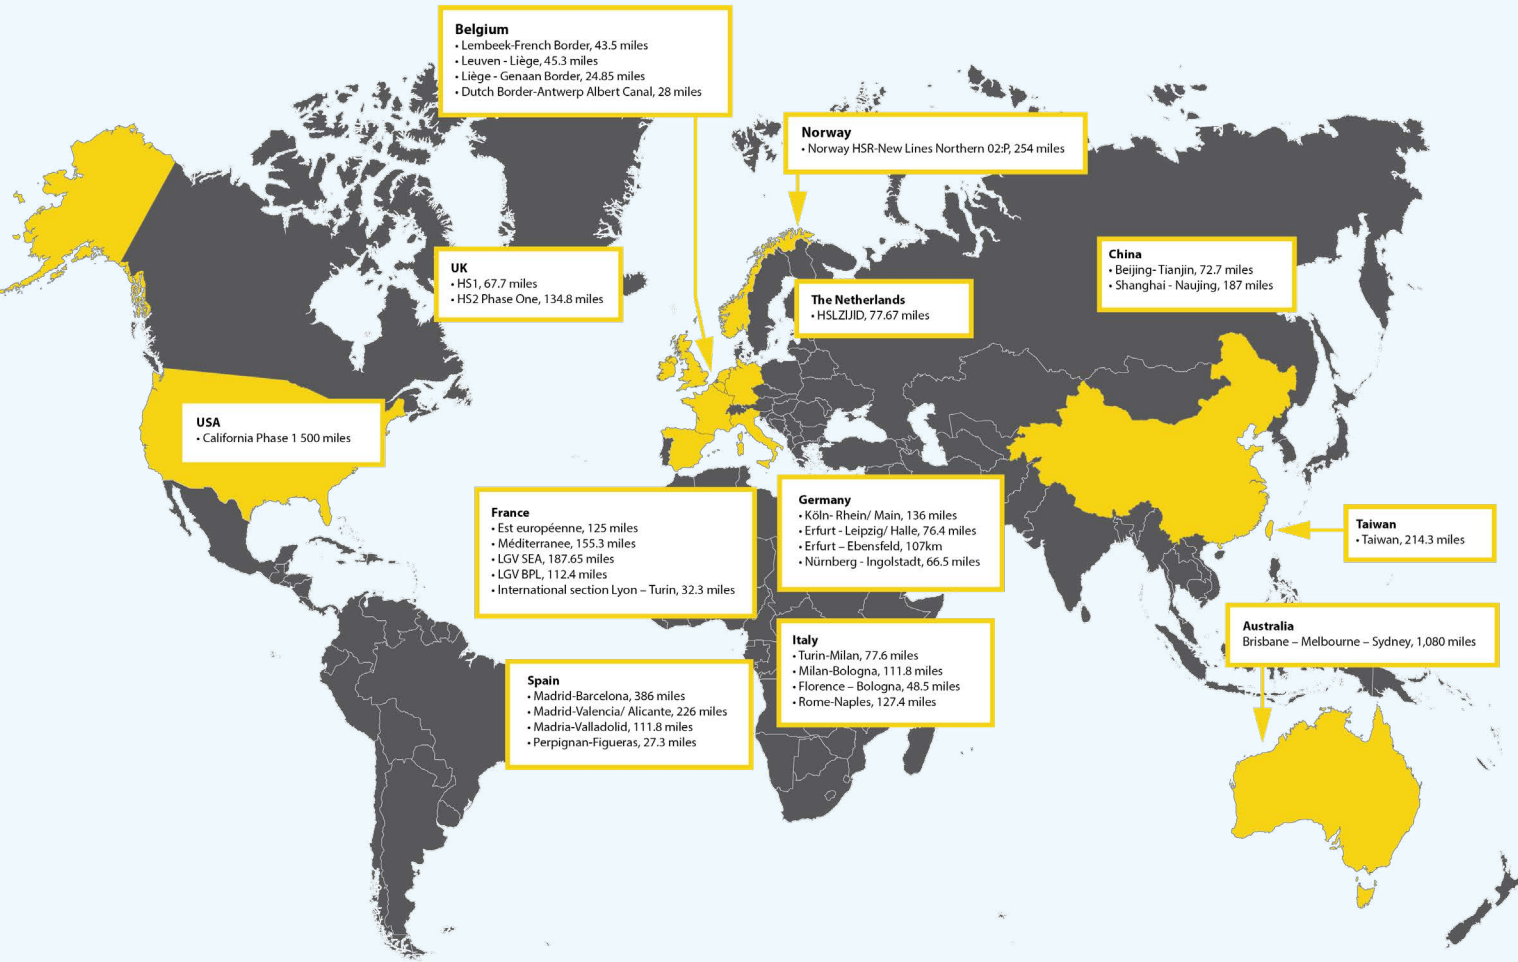 Belgium
• Lembeek-French Border, 43.5 miles
• Leuven - Liège, 45.3 miles
• Liège - Genaan Border, 24.85 miles
• Dutch Border-Antwerp Albert Canal, 28 miles
Norway
• Norway HSR-New Lines Northern 02:P, 254 miles
UK
• HS1, 67.7 miles
• HS2 Phase One, 134.8 miles
The Netherlands
• HSLZIJID, 77.67 miles
China
• Beijing- Tianjin, 72.7 miles
• Shanghai - Naujing, 187 miles
USA
• California Phase 1 500 miles
France
• Est européenne, 125 miles
• Méditerranee, 155.3 miles
• LGV SEA, 187.65 miles
• LGV BPL, 112.4 miles
• International section Lyon – Turin, 32.3 miles
Germany
• Köln- Rhein/ Main, 136 miles
• Erfurt - Leipzig/ Halle, 76.4 miles
• Erfurt – Ebensfeld, 107km
• Nürnberg - Ingolstadt, 66.5 miles
Taiwan
• Taiwan, 214.3 miles
Australia
Brisbane – Melbourne – Sydney, 1,080 miles
Italy
• Turin-Milan, 77.6 miles
• Milan-Bologna, 111.8 miles
• Florence – Bologna, 48.5 miles
• Rome-Naples, 127.4 miles
Spain
• Madrid-Barcelona, 386 miles
• Madrid-Valencia/ Alicante, 226 miles
• Madria-Valladolid, 111.8 miles
• Perpignan-Figueras, 27.3 miles